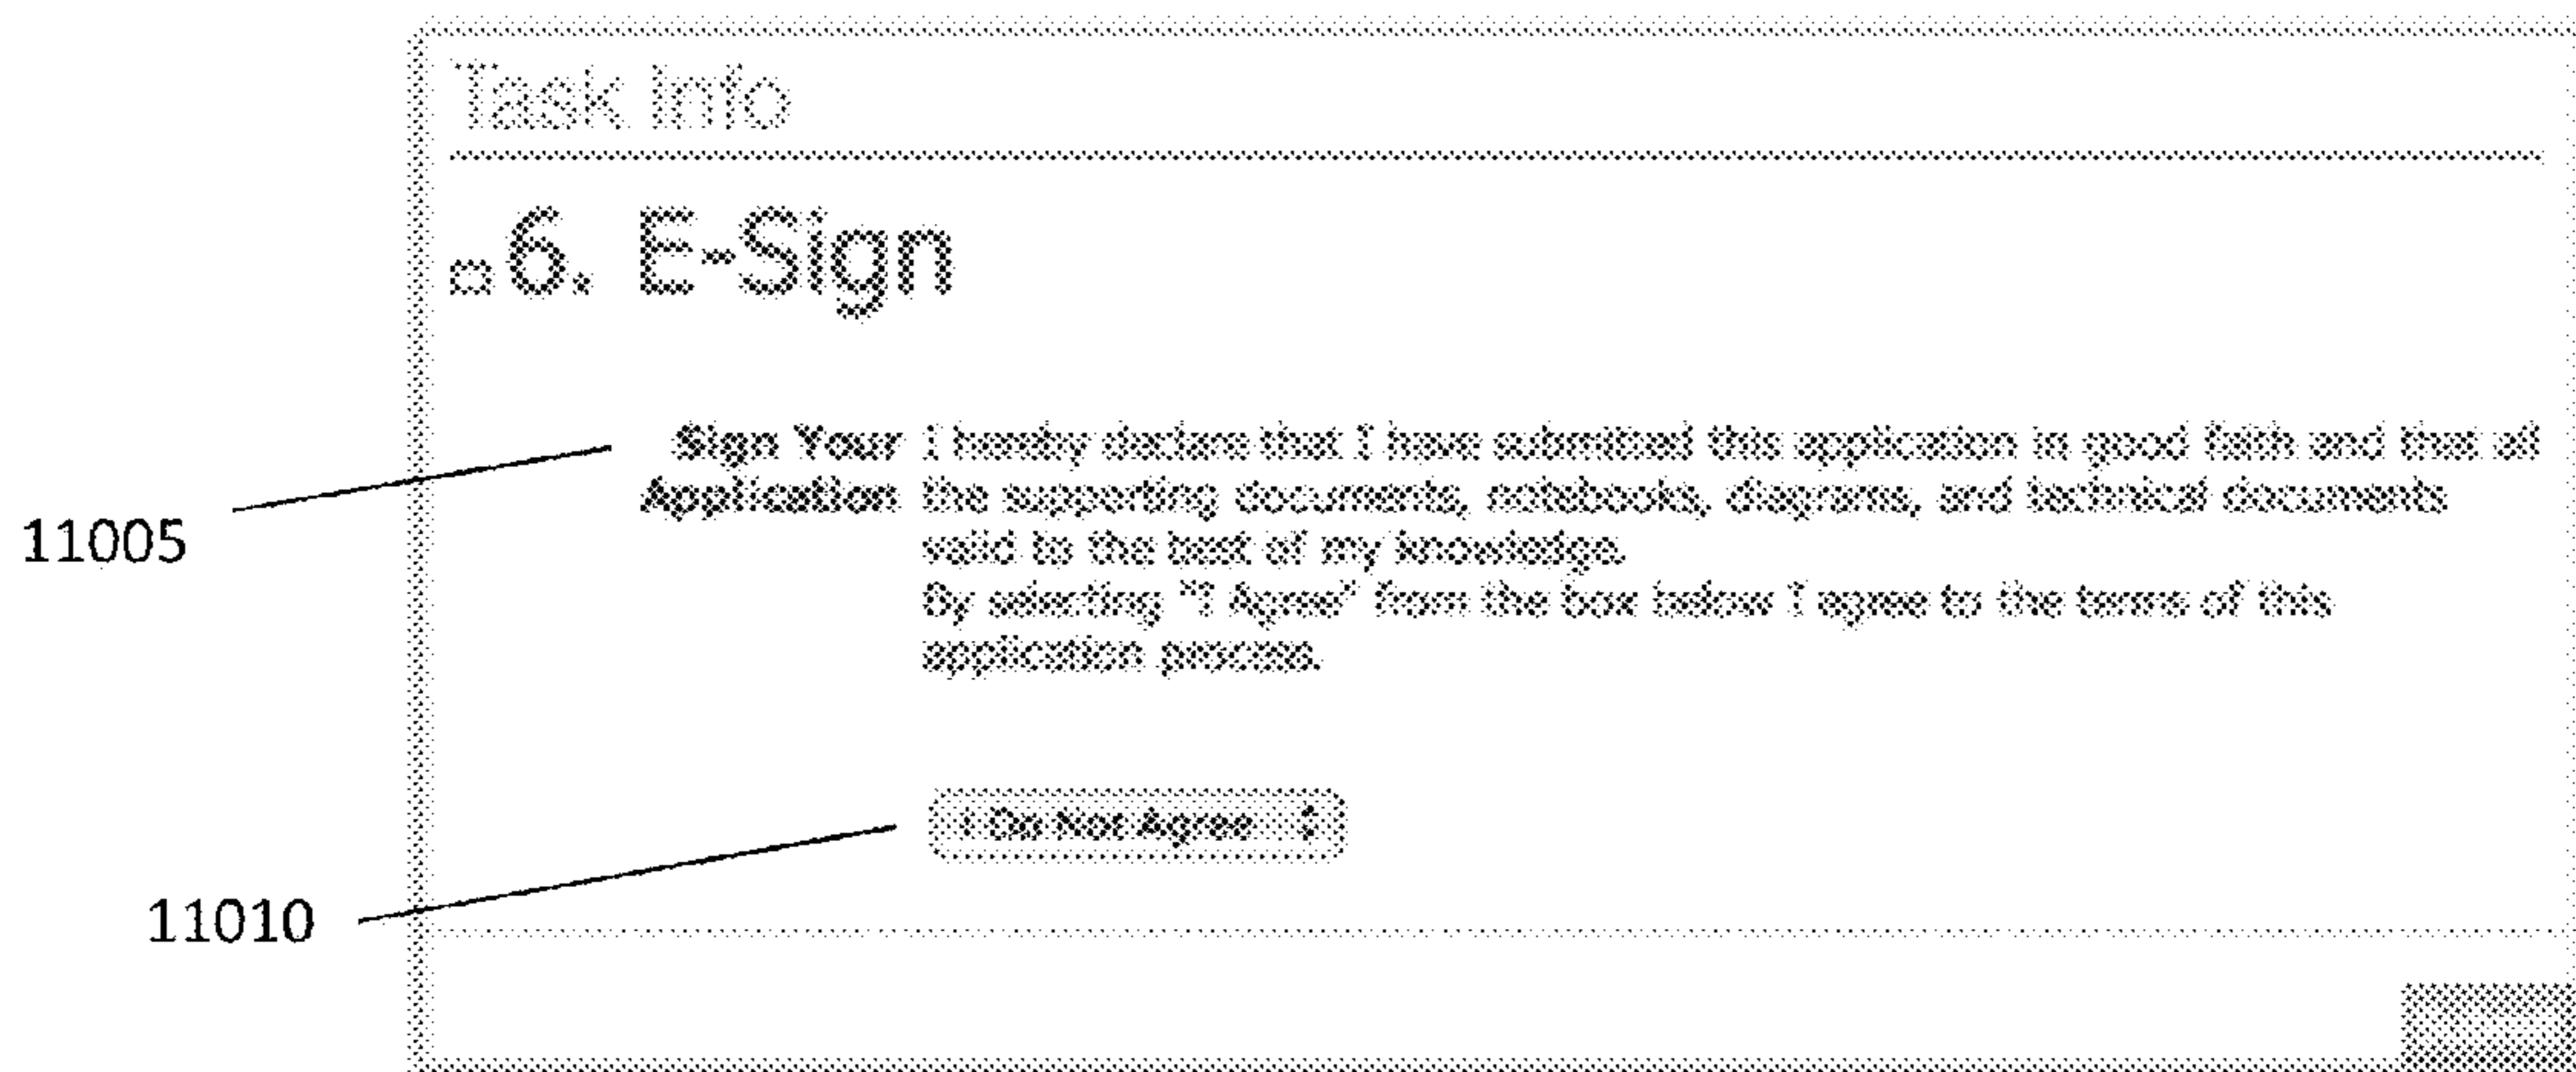 Task Info
6. E-Sign
Sign Your Application
I hereby declare that I have submitted this application in good faith and that all
the supporting documents, notebooks, diagrams, and technical documents
valid to the best of my knowledge.
By selecting "I Agree" from the box below I agree to the terms of this
application process.
11005
I Do Not Agree
11010